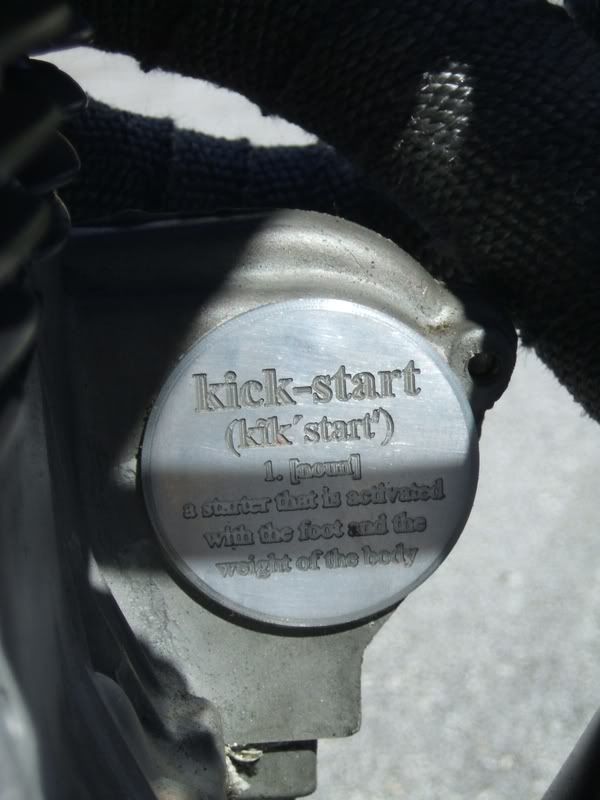 kick-start
(kĭk′start′)
1. [noun]
a starter that is activated
with the foot and the
weight of the body